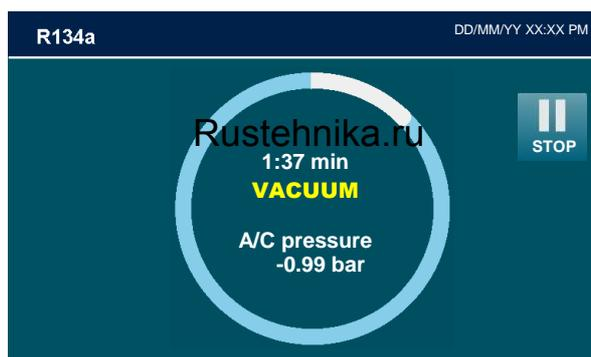 R134a
DD/MM/YY XX:XX PM
Rustehnika.ru
1:37 min
VACUUM
A/C pressure
-0.99 bar
STOP